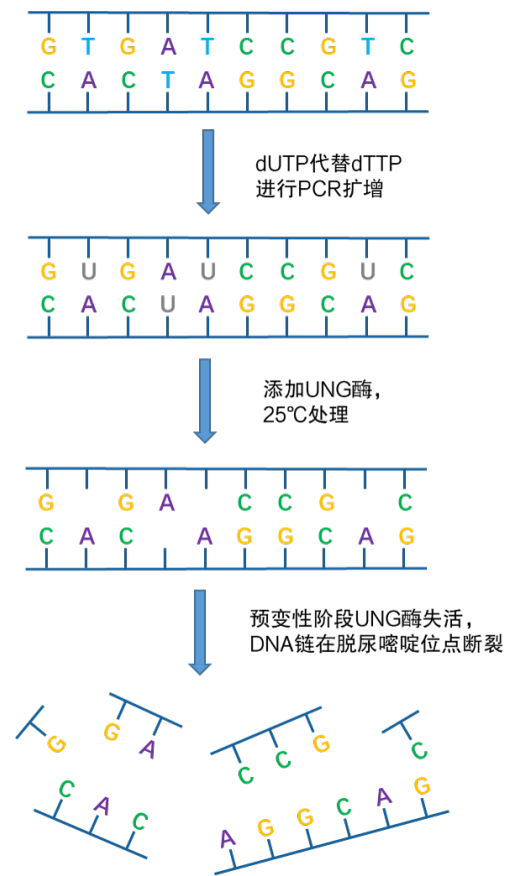 G T G A T C C G T C
C A C T A G G C A G
dUTP代替dTTP
进行PCR扩增
G U G A U C C G U C
C A C U A G G C A G
添加UNG酶，
25℃处理
G G A C C G C
C A C A G G C A G
预变性阶段UNG酶失活，
DNA链在脱尿嘧啶位点断裂
G
G A
C C G
C
C A C
A G G C A G